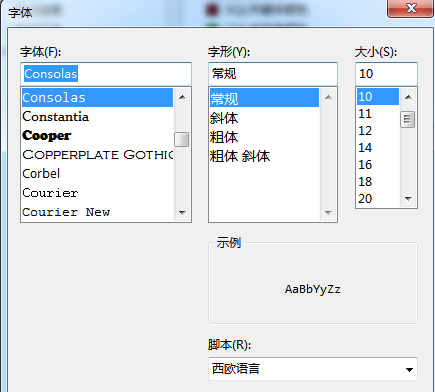 字体
字体(F):
字形(Y):
大小(S):
Consolas
常规
10
Consolas
Constantia
Cooper
COPPERPLATE GOTHIC
Corbel
Courier
Courier New
常规
斜体
粗体
粗体 斜体
10
11
12
14
16
18
20
示例
AaBbYyZz
脚本(R):
西欧语言